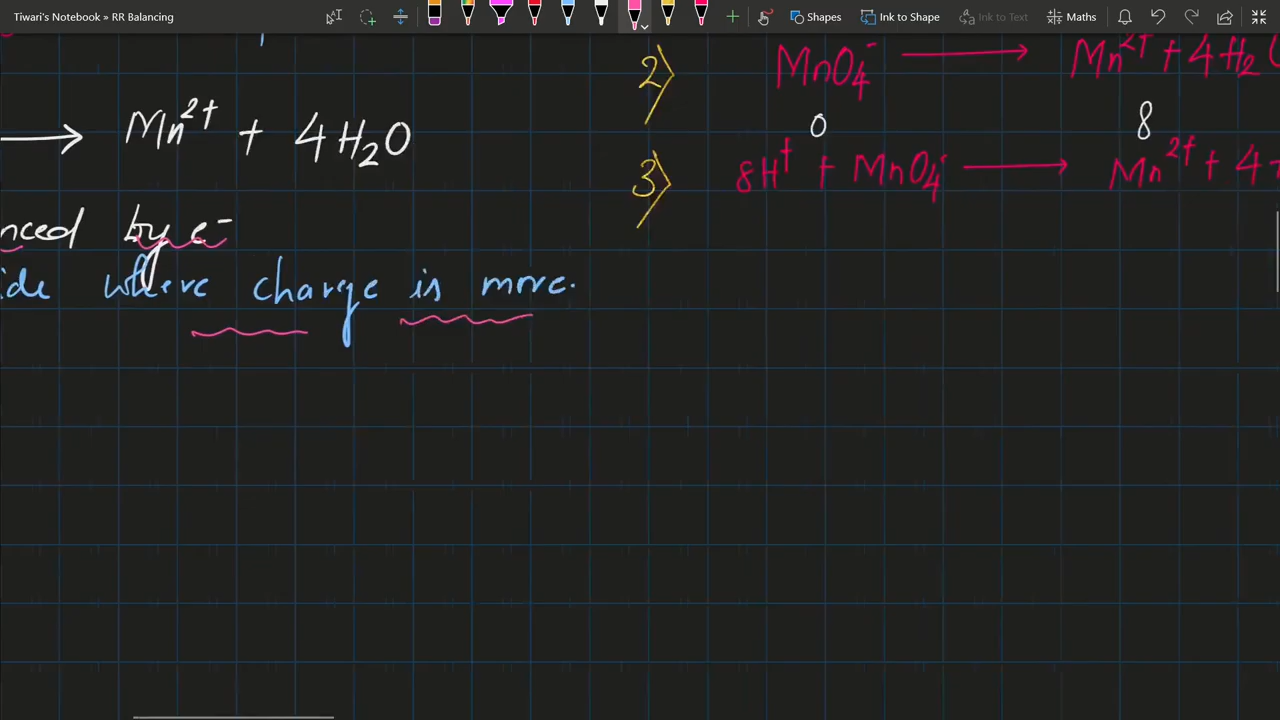 Tiwari's Notebook » RR Balancing
Shapes
Ink to Shape
Ink to Text
Maths
2) MnO4⁻ ⟶ Mn²⁺ + 4H₂
⟶ Mn²⁺ + 4H₂O
0 8
3) 8H⁺ + MnO₄⁻ ⟶ Mn²⁺ + 4
nced by e⁻
ide where charge is more.